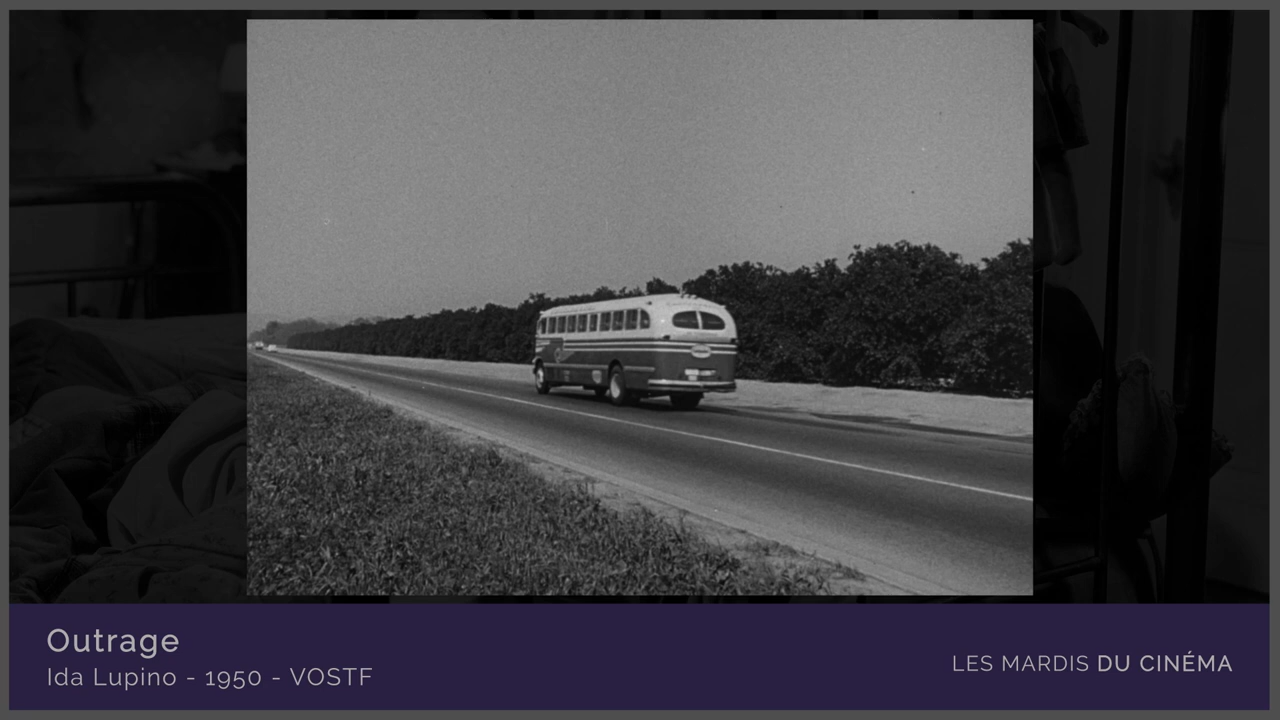 Outrage
Ida Lupino - 1950 - VOSTF
LES MARDIS DU CINÉMA